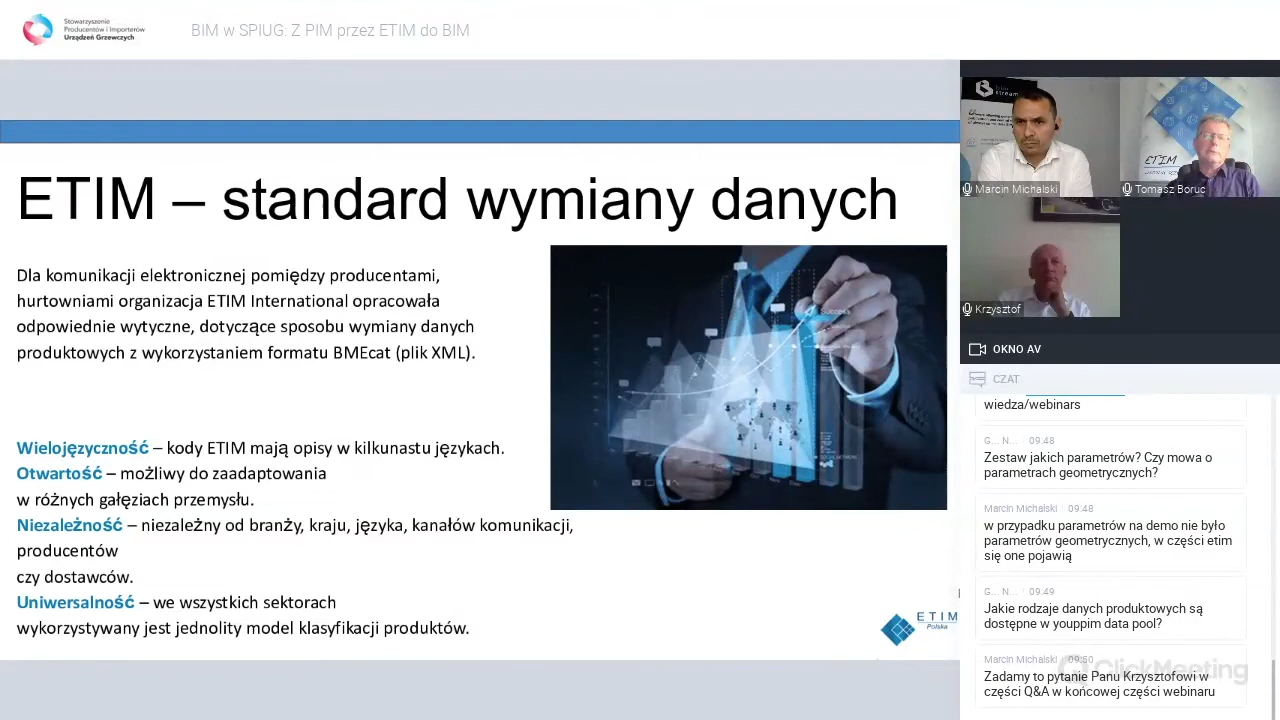 Stowarzyszenie
Producentów i Importerów
Urządzeń Grzewczych
BIM w SPIUG: Z PIM przez ETIM do BIM
ETIM – standard wymiany danych
Dla komunikacji elektronicznej pomiędzy producentami,
hurtowniami organizacja ETIM International opracowała
odpowiednie wytyczne, dotyczące sposobu wymiany danych
produktowych z wykorzystaniem formatu BMEcat (plik XML).
Wielojęzyczność – kody ETIM mają opisy w kilkunastu językach.
Otwartość – możliwy do zaadaptowania
w różnych gałęziach przemysłu.
Niezależność – niezależny od branży, kraju, języka, kanałów komunikacji,
producentów
czy dostawców.
Uniwersalność – we wszystkich sektorach
wykorzystywany jest jednolity model klasyfikacji produktów.
Success
ETIM
Polska
bim
stream
Marcin Michalski
ETIM
Tomasz Boruc
Krzysztof
OKNO AV
CZAT
wiedza/webinars
G... N... 09:48
Zestaw jakich parametrów? Czy mowa o
parametrach geometrycznych?
Marcin Michalski 09:48
w przypadku parametrów na demo nie było
parametrów geometrycznych, w części etim
się one pojawią
G... N... 09:49
Jakie rodzaje danych produktowych są
dostępne w youppim data pool?
Marcin Michalski 09:50
Zadamy to pytanie Panu Krzysztofowi w
części Q&A w końcowej części webinaru
ClickMeeting